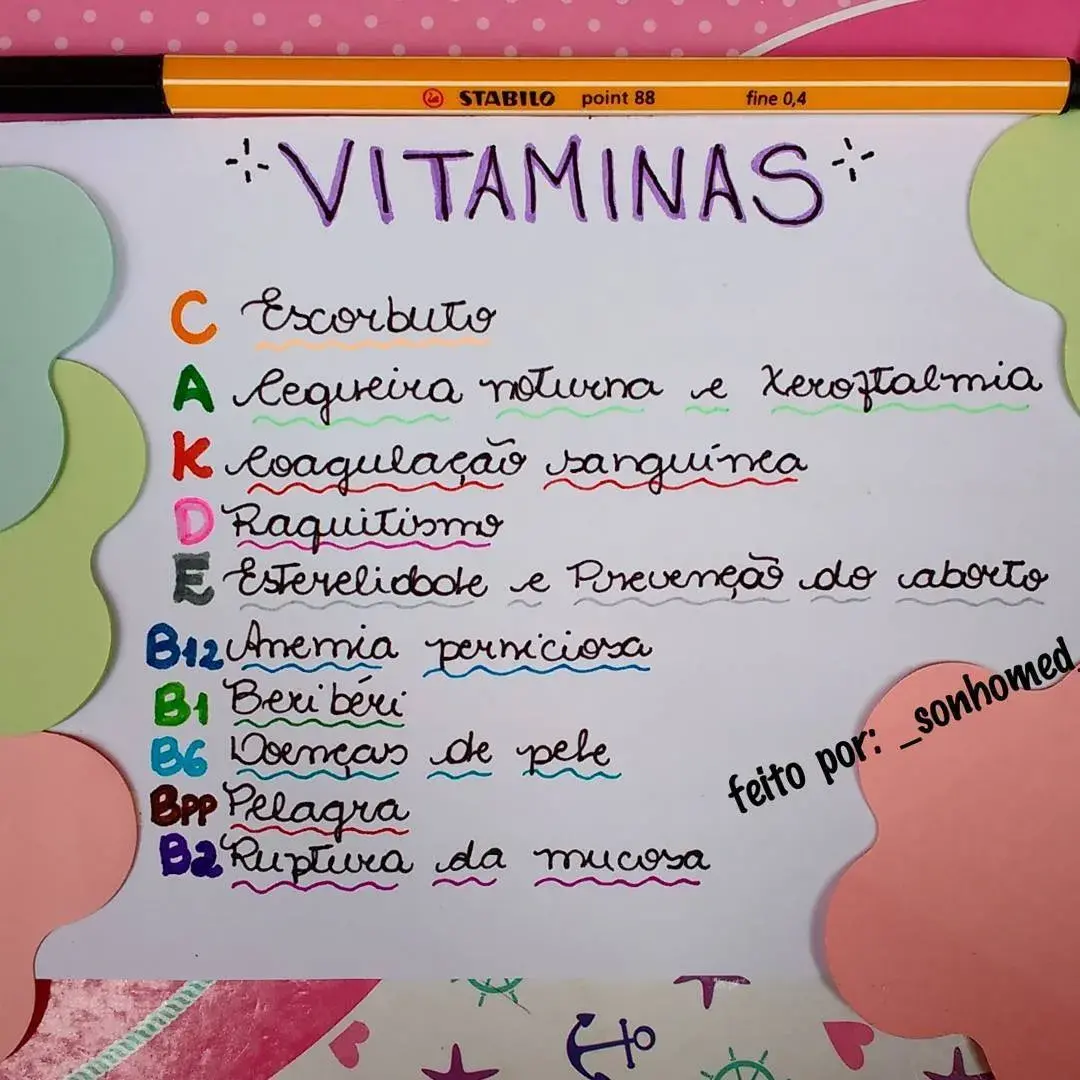 STABILO point 88 fine 0,4
VITAMINAS
C Escorbuto
A Cegueira noturna e Xeroftalmia
K Coagulação sanguínea
D Raquitismo
E Esterelidade e Prevenção do aborto
B12 Anemia perniciosa
B1 Beribéri
B6 Doenças de pele
BPP Pelagra
B2 Ruptura da mucosa
feito por: _sonhomed_